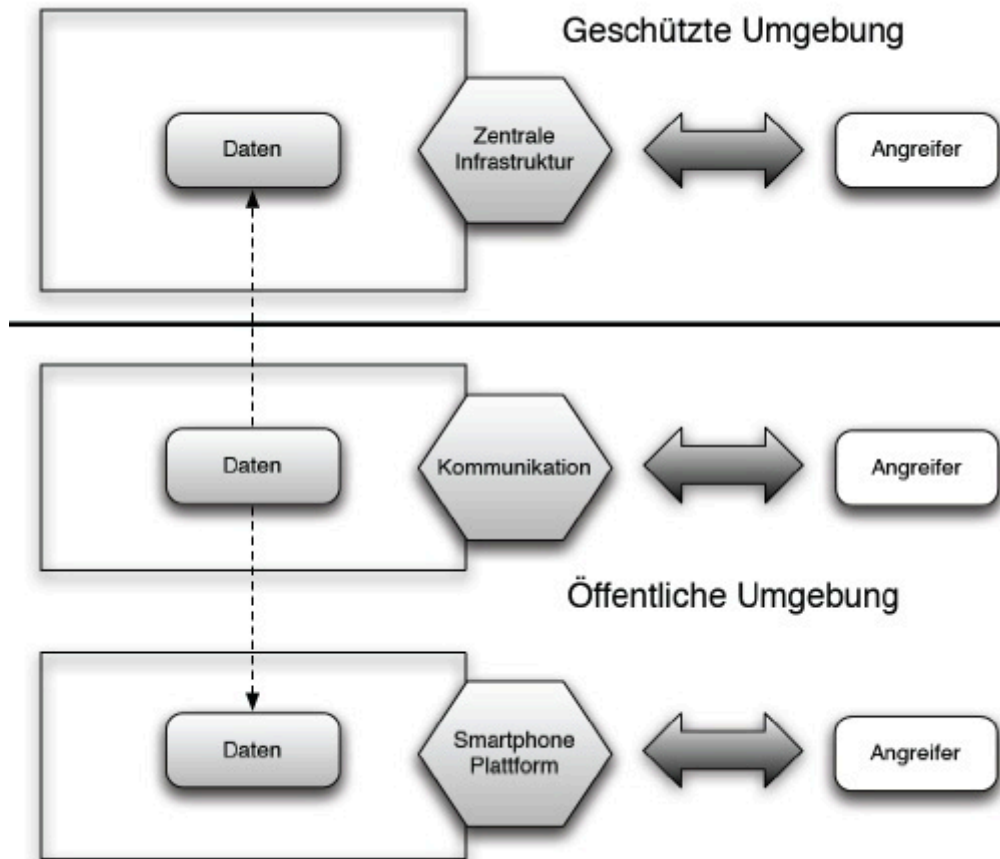 Geschützte Umgebung
Daten
Zentrale
Infrastruktur
Angreifer
Daten
Kommunikation
Angreifer
Öffentliche Umgebung
Daten
Smartphone
Plattform
Angreifer